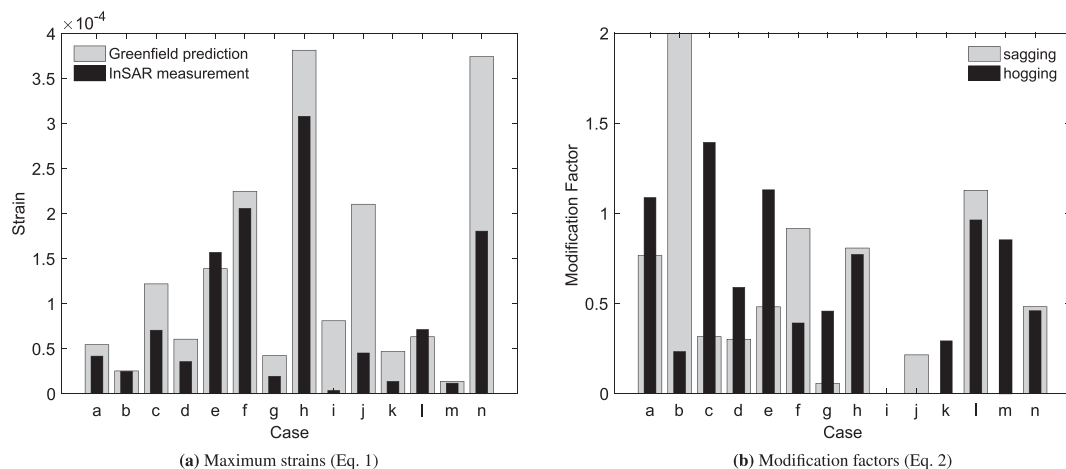 ×10-4
4
3.5
3
2.5
2
1.5
1
0.5
0
Strain
Greenfield prediction
InSAR measurement
a b c d e f g h i j k l m n
Case
(a) Maximum strains (Eq. 1)
2
1.5
1
0.5
0
Modification Factor
sagging
hogging
a b c d e f g h i j k l m n
Case
(b) Modification factors (Eq. 2)